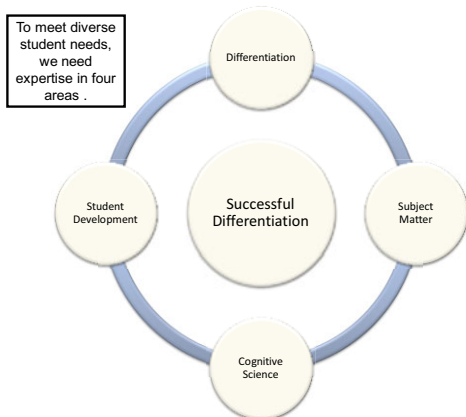 To meet diverse
student needs,
we need
expertise in four
areas .
Differentiation
Student
Development
Successful
Differentiation
Subject
Matter
Cognitive
Science